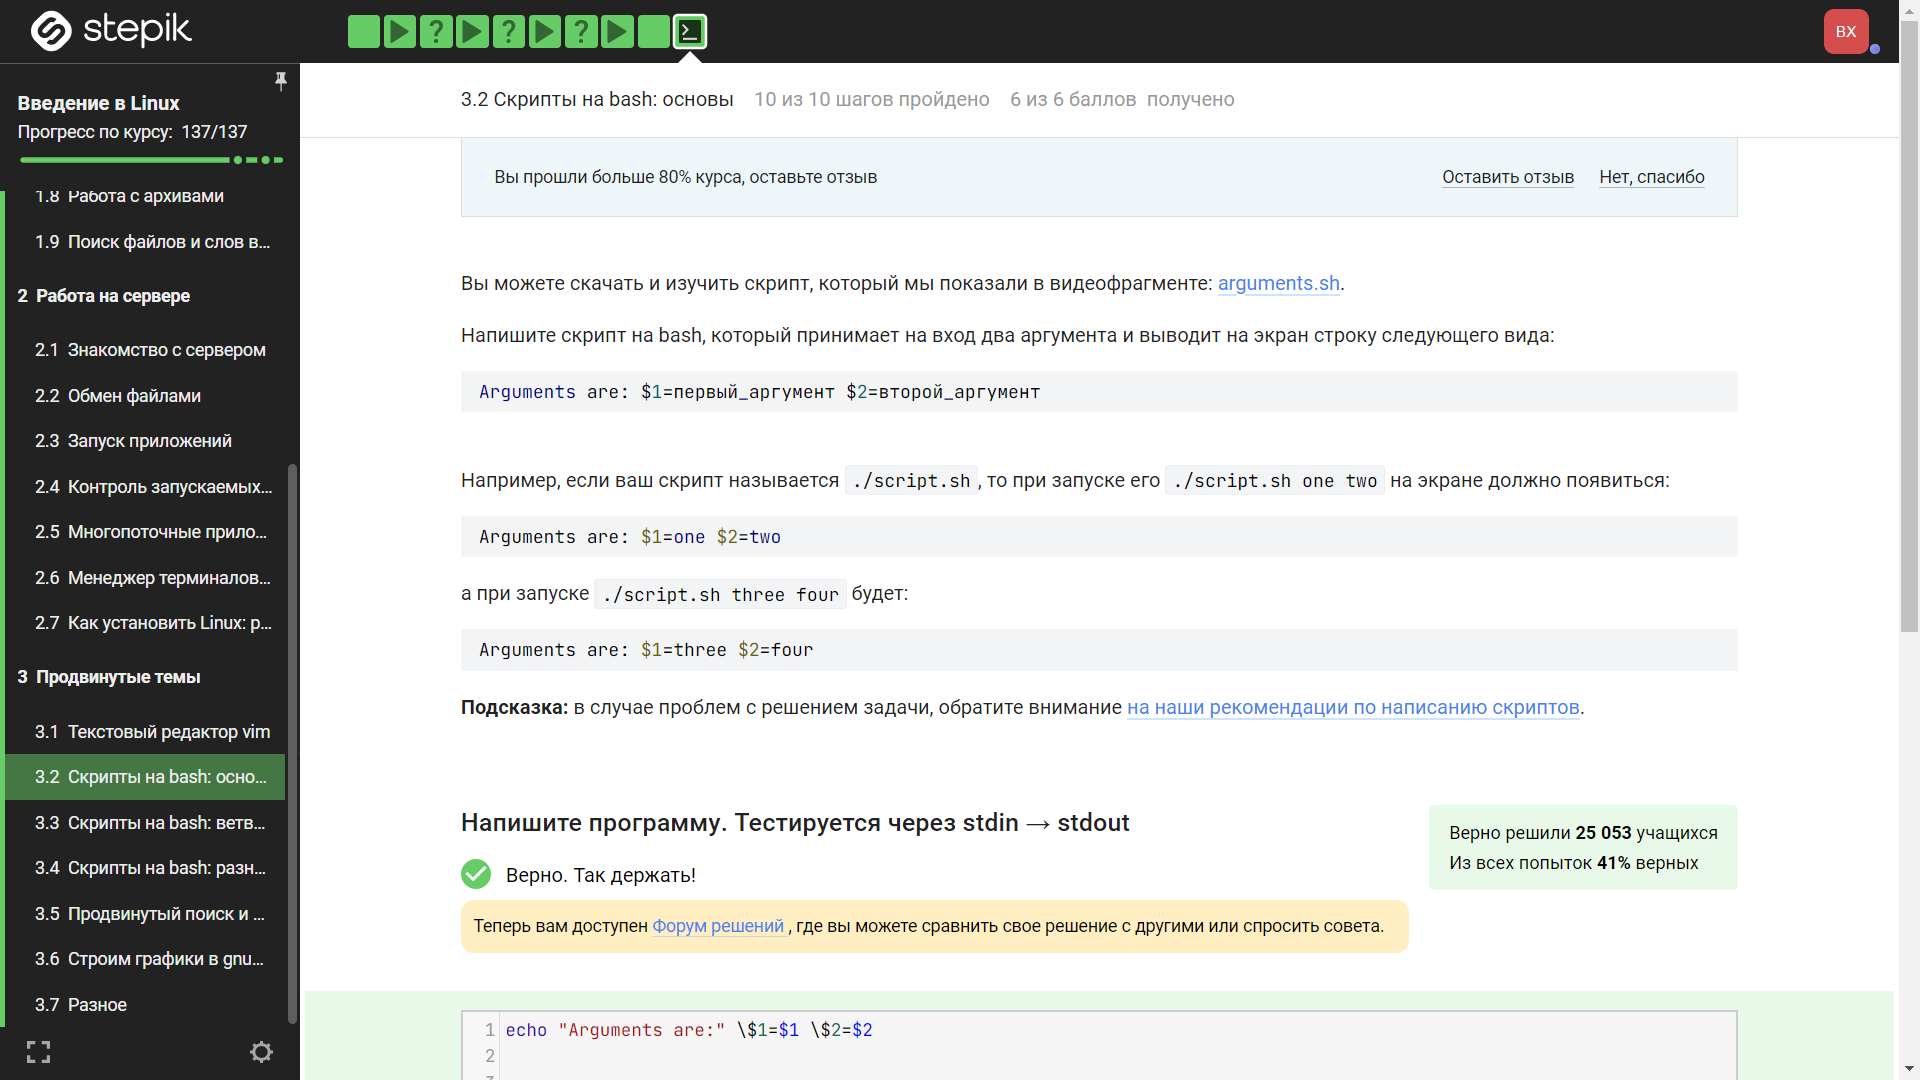 stepik
? ? ?
ВХ
Введение в Linux
Прогресс по курсу: 137/137
1.8 Работа с архивами
1.9 Поиск файлов и слов в...
2 Работа на сервере
2.1 Знакомство с сервером
2.2 Обмен файлами
2.3 Запуск приложений
2.4 Контроль запускаемых...
2.5 Многопоточные прило...
2.6 Менеджер терминалов...
2.7 Как установить Linux: р...
3 Продвинутые темы
3.1 Текстовый редактор vim
3.2 Скрипты на bash: осно...
3.3 Скрипты на bash: ветв...
3.4 Скрипты на bash: разн...
3.5 Продвинутый поиск и ...
3.6 Строим графики в gnu...
3.7 Разное
3.2 Скрипты на bash: основы 10 из 10 шагов пройдено 6 из 6 баллов получено
Вы прошли больше 80% курса, оставьте отзыв Оставить отзыв Нет, спасибо
Вы можете скачать и изучить скрипт, который мы показали в видеофрагменте: arguments.sh.
Напишите скрипт на bash, который принимает на вход два аргумента и выводит на экран строку следующего вида:
Arguments are: $1=первый_аргумент $2=второй_аргумент
Например, если ваш скрипт называется ./script.sh , то при запуске его ./script.sh one two на экране должно появиться:
Arguments are: $1=one $2=two
а при запуске ./script.sh three four будет:
Arguments are: $1=three $2=four
Подсказка: в случае проблем с решением задачи, обратите внимание на наши рекомендации по написанию скриптов.
Напишите программу. Тестируется через stdin → stdout
Верно решили 25 053 учащихся
Из всех попыток 41% верных
Верно. Так держать!
Теперь вам доступен Форум решений , где вы можете сравнить свое решение с другими или спросить совета.
1 echo "Arguments are:" \$1=$1 \$2=$2
2